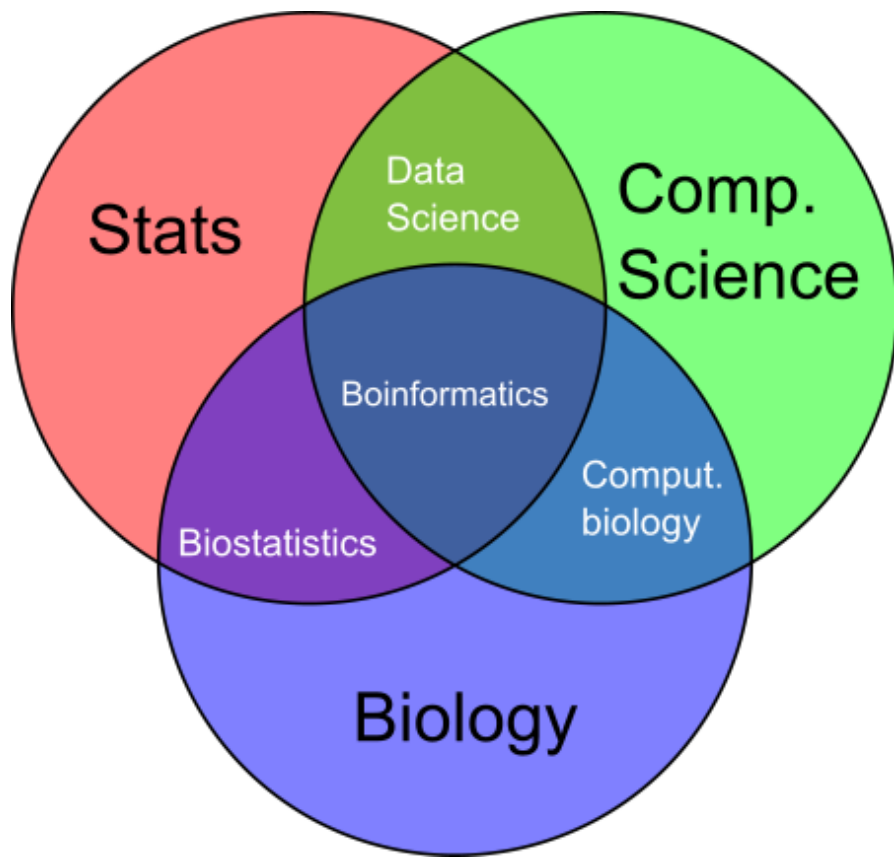 Stats
Data
Science
Comp.
Science
Boinformatics
Biostatistics
Comput.
biology
Biology